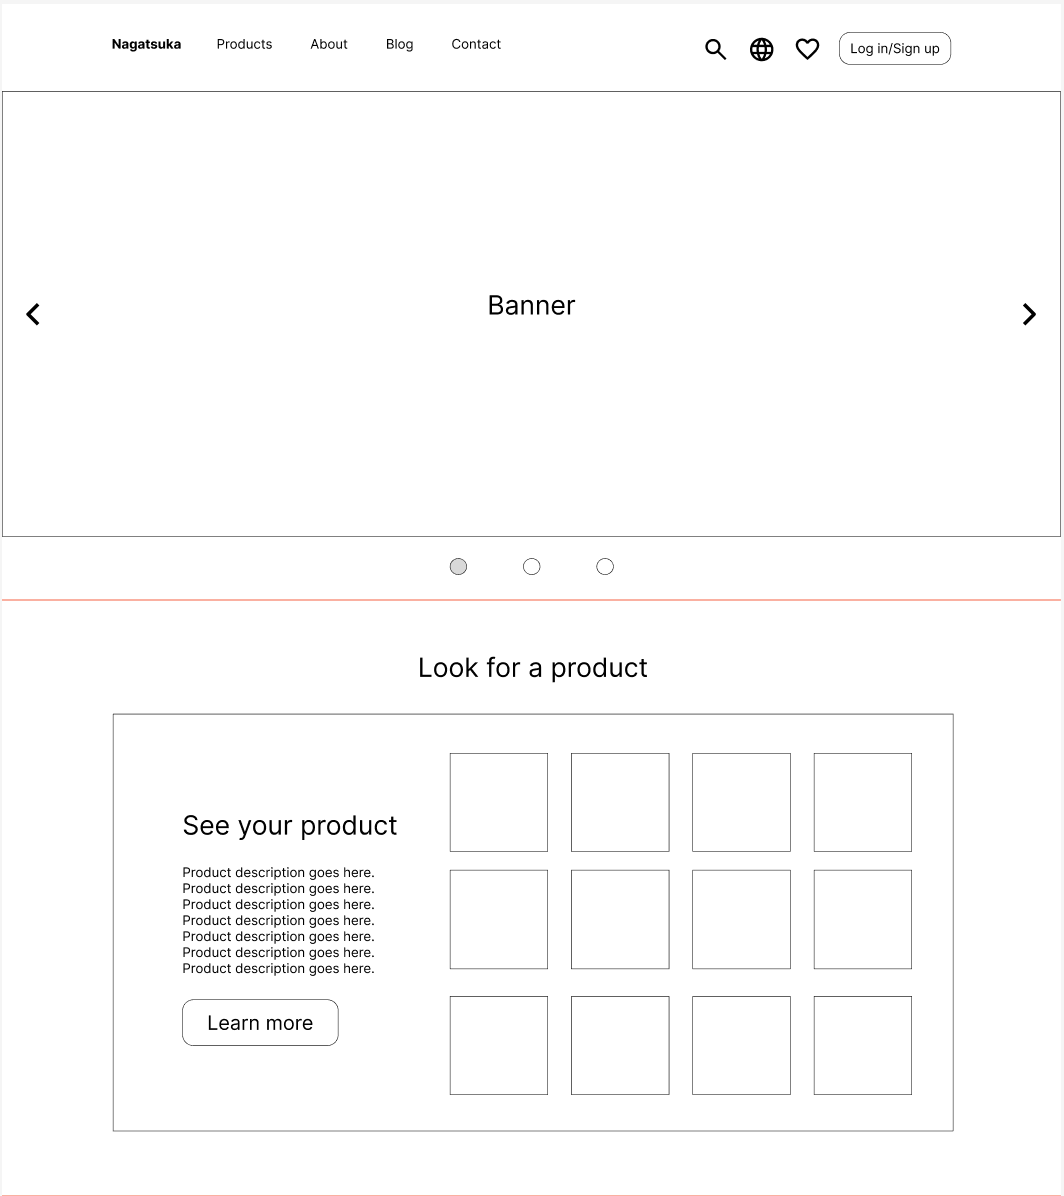 Nagatsuka Products About Blog Contact Log in/Sign up
Banner
Look for a product
See your product
Product description goes here.
Product description goes here.
Product description goes here.
Product description goes here.
Product description goes here.
Product description goes here.
Product description goes here.
Learn more